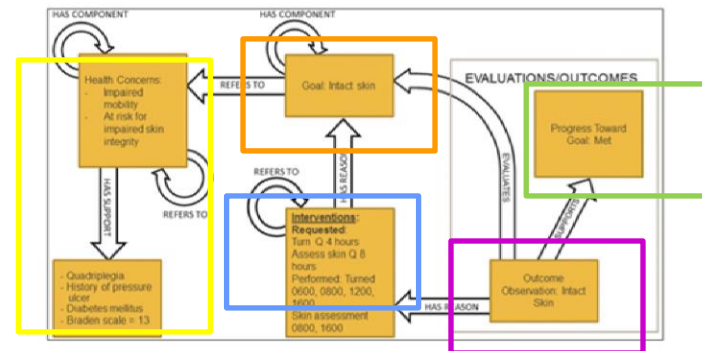 HAS COMPONENT
HAS COMPONENT
Health Concerns:
- Impaired
mobility
- At risk for
impaired skin
integrity
REFERS TO
Goal: Intact skin
EVALUATIONS/OUTCOMES
Progress Toward
Goal: Met
HAS SUPPORT
REFERS TO
REFERS TO
HAS REASON
EVALUATES
SUPPORTS
Interventions:
Requested:
Turn Q 4 hours
Assess skin Q 8
hours
Performed: Turned
0600, 0800, 1200,
1600
Skin assessment
0800, 1600
- Quadriplegia
- History of pressure
ulcer
- Diabetes mellitus
- Braden scale = 13
HAS REASON
Outcome
Observation: Intact
Skin